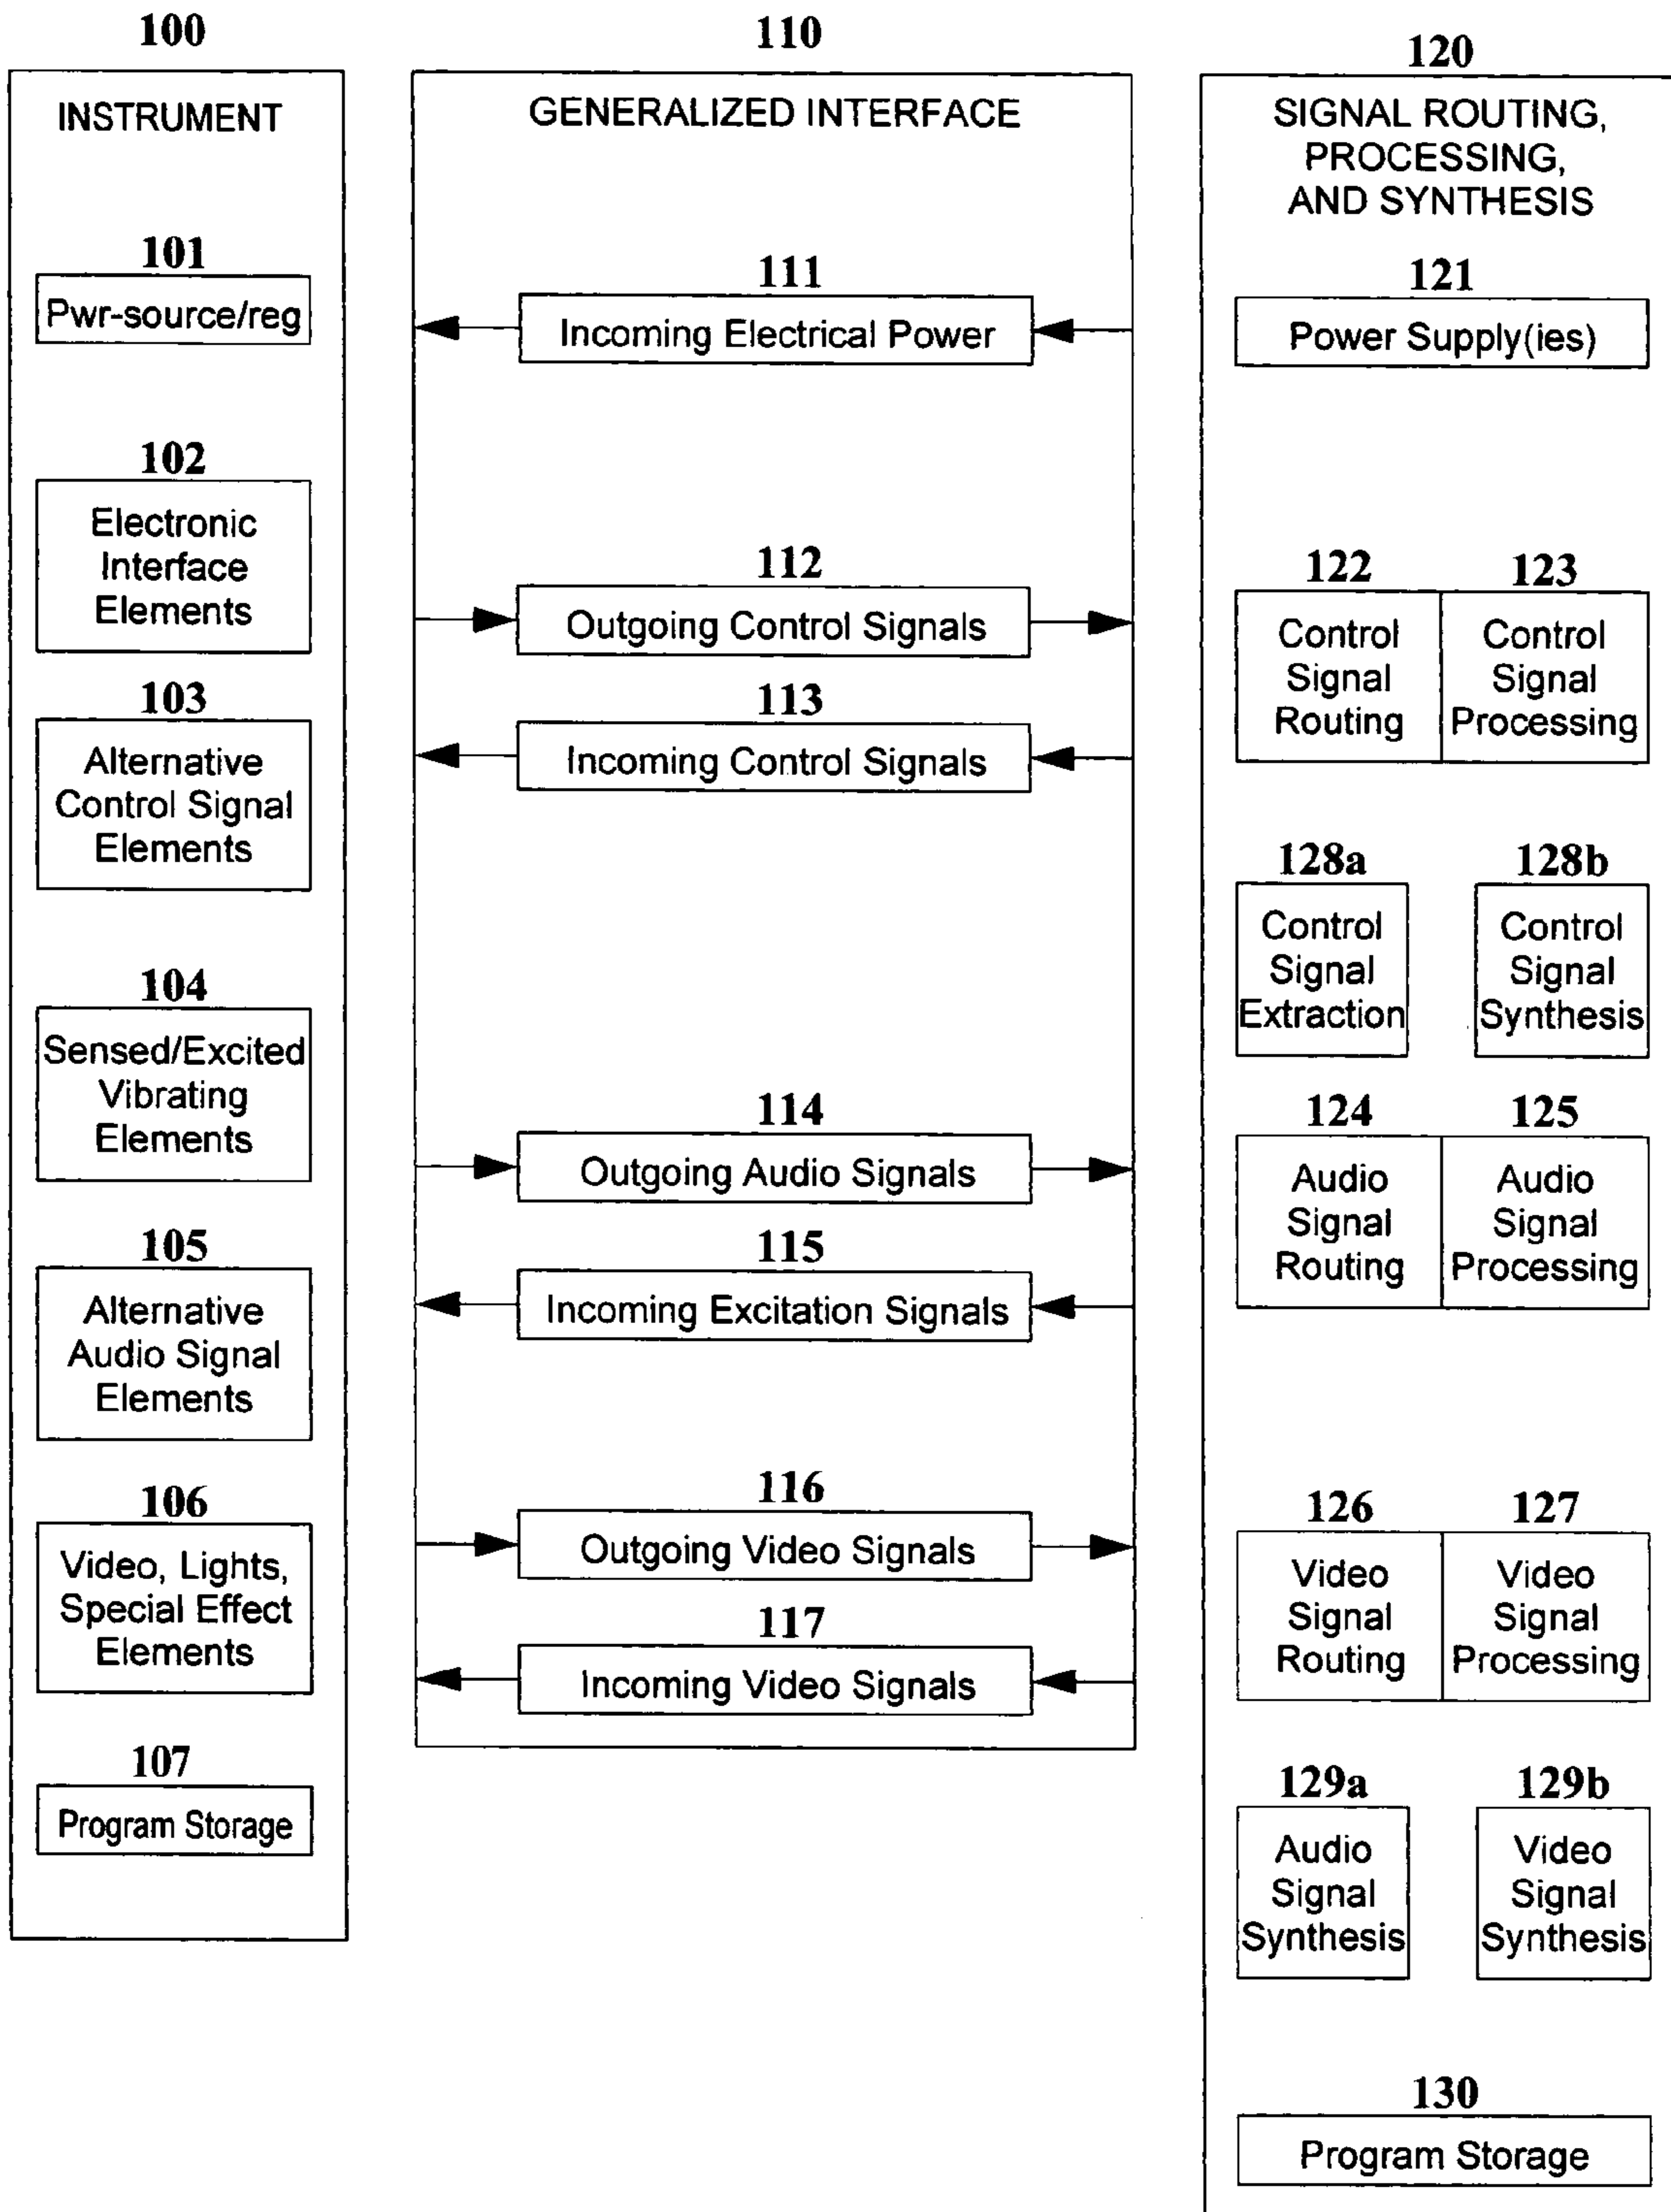 100
INSTRUMENT
101
Pwr-source/reg
102
Electronic
Interface
Elements
103
Alternative
Control Signal
Elements
104
Sensed/Excited
Vibrating
Elements
105
Alternative
Audio Signal
Elements
106
Video, Lights,
Special Effect
Elements
107
Program Storage
110
GENERALIZED INTERFACE
111
Incoming Electrical Power
112
Outgoing Control Signals
113
Incoming Control Signals
114
Outgoing Audio Signals
115
Incoming Excitation Signals
116
Outgoing Video Signals
117
Incoming Video Signals
120
SIGNAL ROUTING,
PROCESSING,
AND SYNTHESIS
121
Power Supply(ies)
122
Control
Signal
Routing
123
Control
Signal
Processing
128a
Control
Signal
Extraction
128b
Control
Signal
Synthesis
124
Audio
Signal
Routing
125
Audio
Signal
Processing
126
Video
Signal
Routing
127
Video
Signal
Processing
129a
Audio
Signal
Synthesis
129b
Video
Signal
Synthesis
130
Program Storage